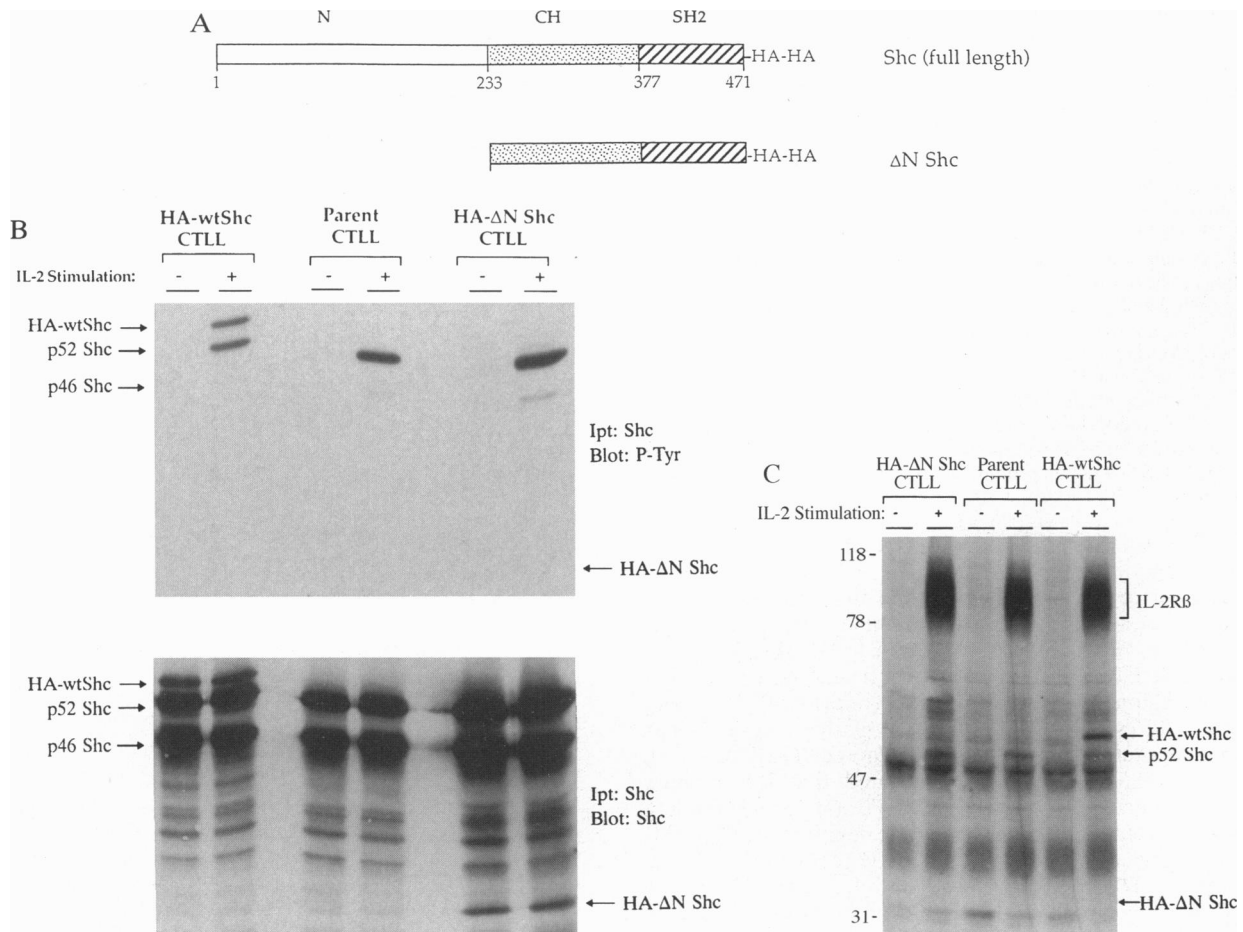 A
N CH SH2
-HA-HA Shc (full length)
1 233 377 471
-HA-HA ΔN Shc
B
HA-wtShc CTLL
Parent CTLL
HA-ΔN Shc CTLL
IL-2 Stimulation: - + - + - +
HA-wtShc
p52 Shc
p46 Shc
Ipt: Shc
Blot: P-Tyr
HA-ΔN Shc
HA-wtShc
p52 Shc
p46 Shc
Ipt: Shc
Blot: Shc
HA-ΔN Shc
C
HA-ΔN Shc CTLL
Parent CTLL
HA-wtShc CTLL
IL-2 Stimulation: - + - + - +
118 -
IL-2Rß
78 -
HA-wtShc
p52 Shc
47 -
HA-ΔN Shc
31 -